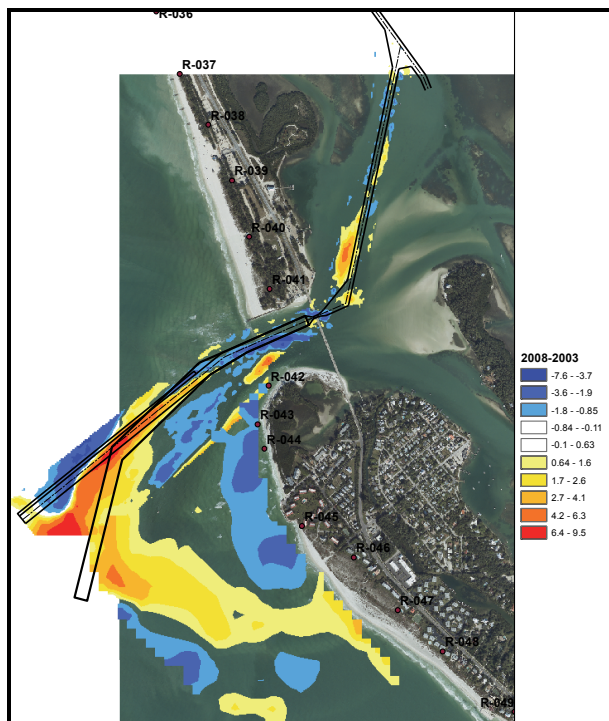 R-036
R-037
R-038
R-039
R-040
R-041
R-042
R-043
R-044
R-045
R-046
R-047
R-048
R-049
2008-2003
-7.6 - -3.7
-3.6 - -1.9
-1.8 - -0.85
-0.84 - -0.11
-0.1 - 0.63
0.64 - 1.6
1.7 - 2.6
2.7 - 4.1
4.2 - 6.3
6.4 - 9.5